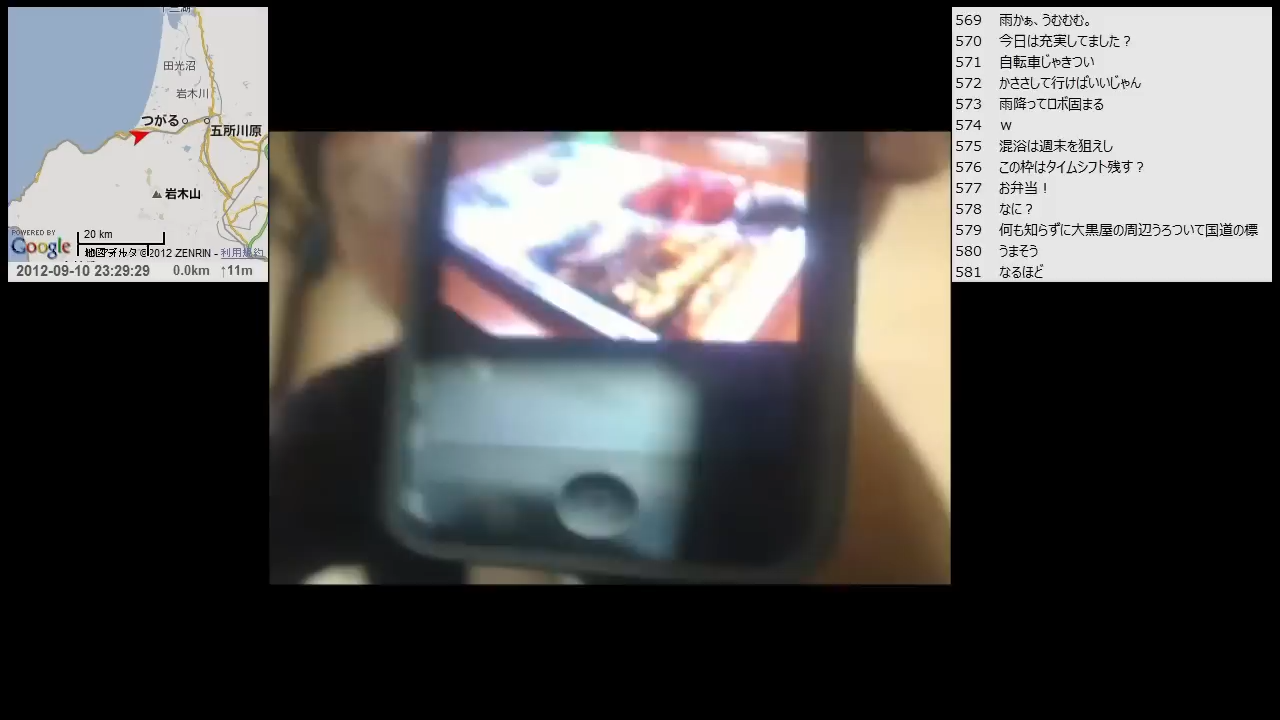 十三湖
田光沼
岩木川
つがる
五所川原
岩木山
POWERED BY
Google
20 km
地図データ ©2012 ZENRIN - 利用規約
2012-09-10 23:29:29 0.0km ↑11m
569 雨かぁ、うむむむ。
570 今日は充実してました？
571 自転車じゃきつい
572 かささして行けばいいじゃん
573 雨降ってロボ固まる
574 w
575 混浴は週末を狙えし
576 この枠はタイムシフト残す？
577 お弁当！
578 なに？
579 何も知らずに大黒屋の周辺うろついて国道の標
580 うまそう
581 なるほど